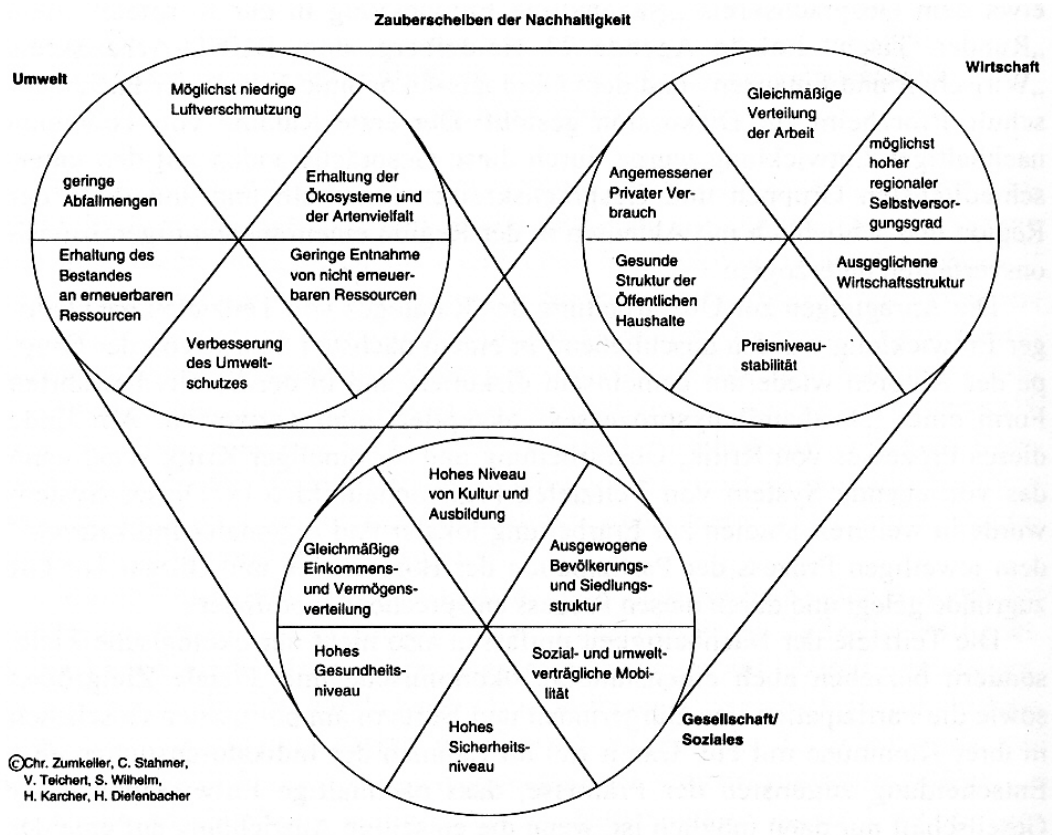 Zauberscheiben der Nachhaltigkeit
Umwelt
Möglichst niedrige
Luftverschmutzung
geringe
Abfallmengen
Erhaltung der
Ökosysteme und
der Artenvielfalt
Erhaltung des
Bestandes
an erneuerbaren
Ressourcen
Geringe Entnahme
von nicht erneuer-
baren Ressourcen
Verbesserung
des Umwelt-
schutzes
Wirtschaft
Gleichmäßige
Verteilung
der Arbeit
Angemessener
Privater Ver-
brauch
möglichst
hoher
regionaler
Selbstversor-
gungsgrad
Gesunde
Struktur der
Öffentlichen
Haushalte
Ausgeglichene
Wirtschaftsstruktur
Preisniveau-
stabilität
Hohes Niveau
von Kultur und
Ausbildung
Gleichmäßige
Einkommens-
und Vermögens-
verteilung
Ausgewogene
Bevölkerungs-
und Siedlungs-
struktur
Hohes
Gesundheits-
niveau
Sozial- und umwelt-
verträgliche Mobi-
lität
Hohes
Sicherheits-
niveau
Gesellschaft/
Soziales
©Chr. Zumkeller, C. Stahmer,
V. Teichert, S. Wilhelm,
H. Karcher, H. Diefenbacher